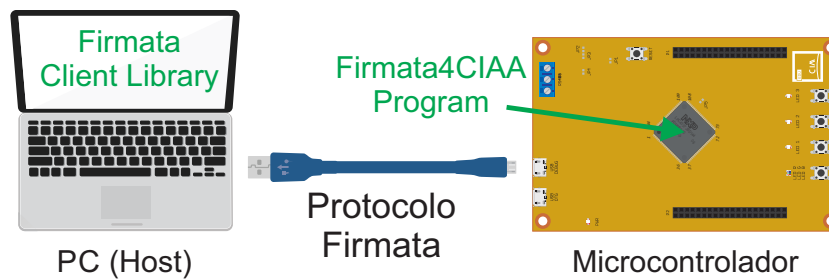 Firmata
Client Library
Firmata4CIAA
Program
Protocolo
Firmata
PC (Host)
Microcontrolador